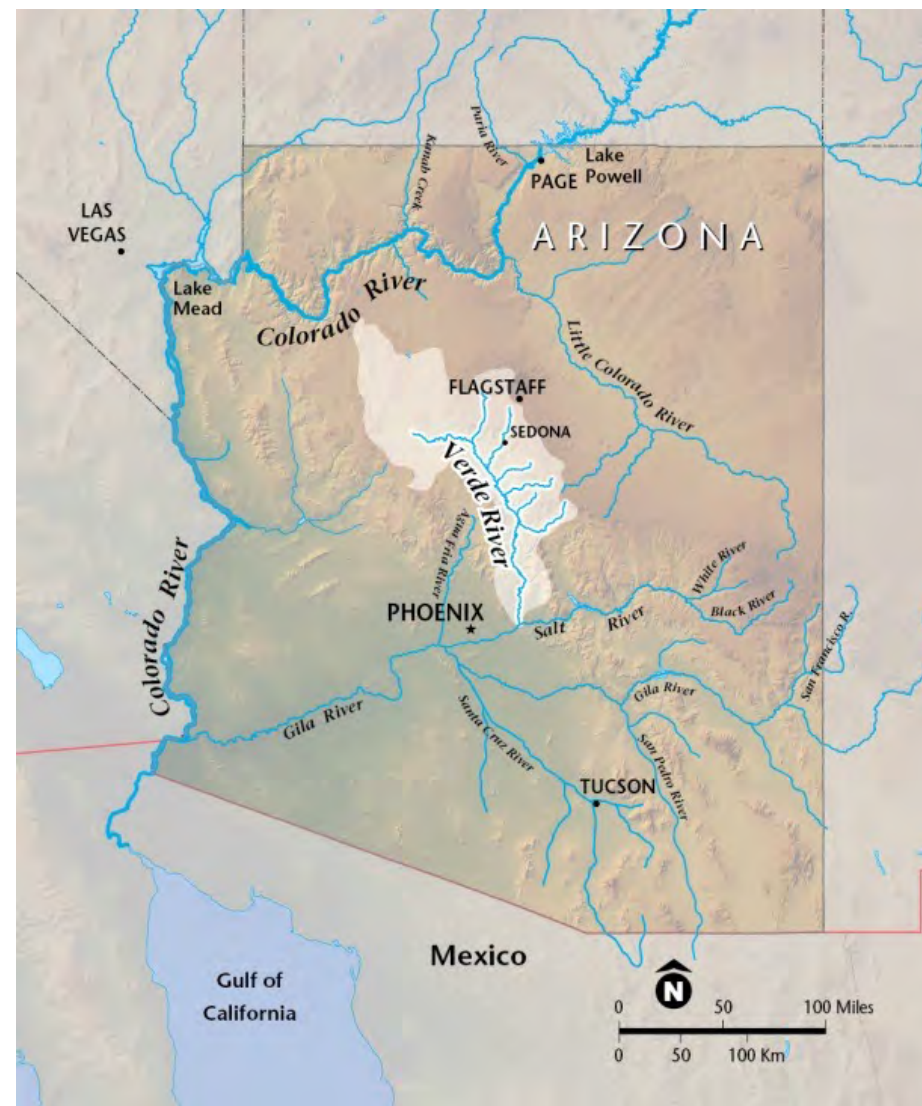 Paria River
Kanab Creek
Lake
Powell
PAGE
LAS
VEGAS
ARIZONA
Lake
Mead
Colorado River
Little Colorado River
FLAGSTAFF
SEDONA
Verde River
Agua Fria River
White River
Black River
PHOENIX
Salt River
San Francisco R.
Colorado River
Gila River
Gila River
Santa Cruz River
San Pedro River
TUCSON
Mexico
Gulf of
California
N
0 50 100 Miles
0 50 100 Km